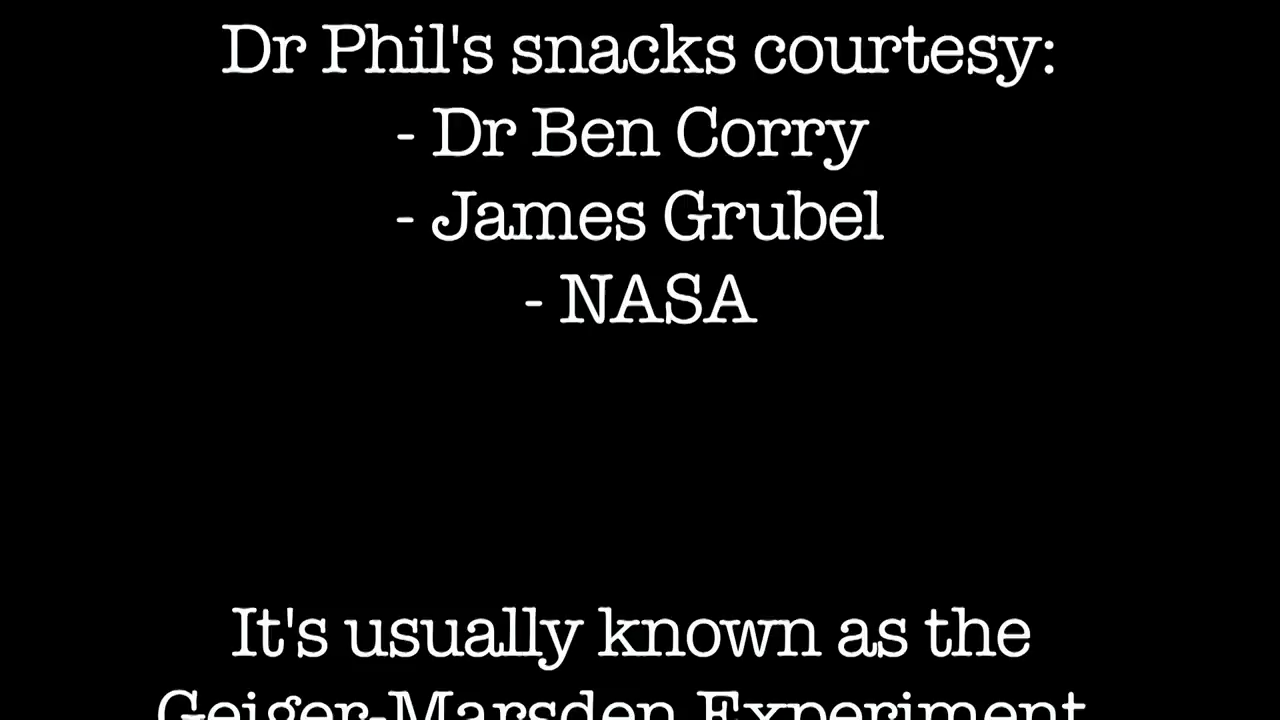 Dr Phil's snacks courtesy:
- Dr Ben Corry
- James Grubel
- NASA
It's usually known as the
Geiger-Marsden Experiment